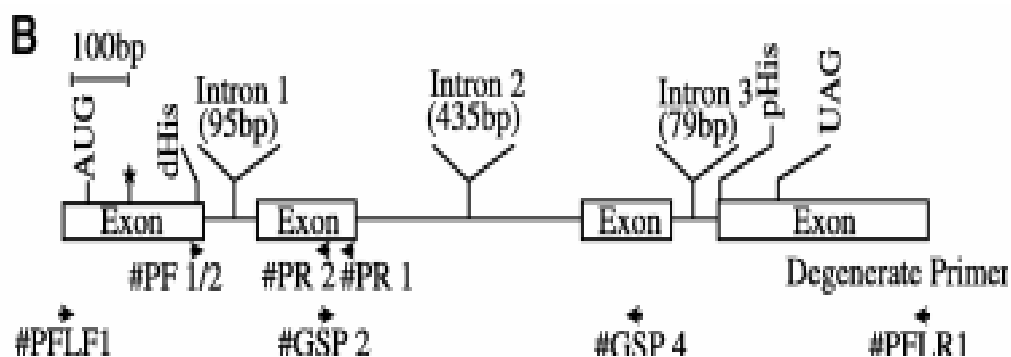 B
100bp
AUG
*
dHis
Intron 1
(95bp)
Intron 2
(435bp)
Intron 3
(79bp)
pHis
UAG
Exon
Exon
Exon
Exon
#PF 1/2
#PR 2
#PR 1
Degenerate Primer
#PFLF1
#GSP 2
#GSP 4
#PFLR1